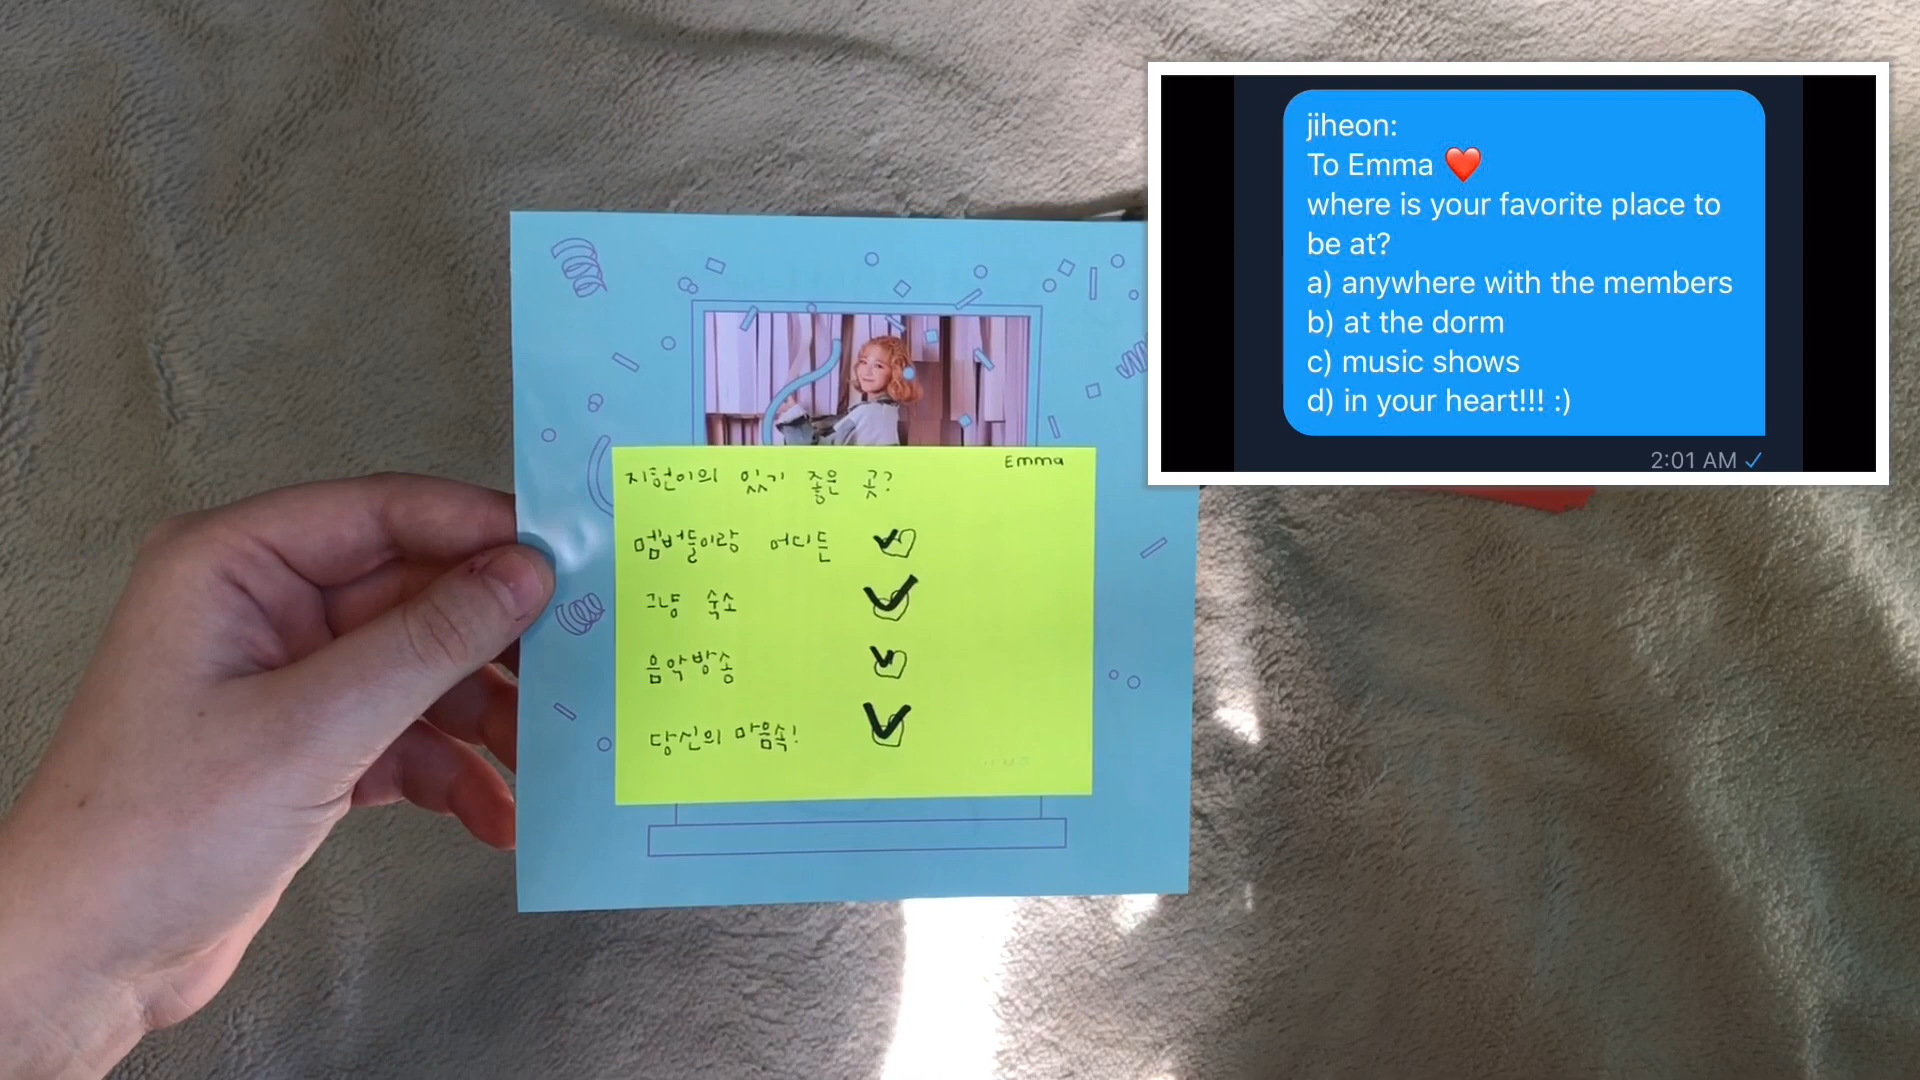 jiheon:
To Emma ❤️
where is your favorite place to
be at?
a) anywhere with the members
b) at the dorm
c) music shows
d) in your heart!!! :)
2:01 AM ✓
Emma
지헌이의 있기 좋은 곳?
멤버들이랑 어디든
그냥 숙소
음악방송
당신의 마음속!